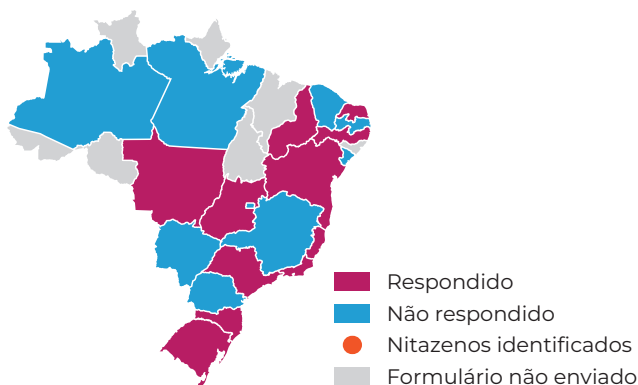 Respondido
Não respondido
Nitazenos identificados
Formulário não enviado